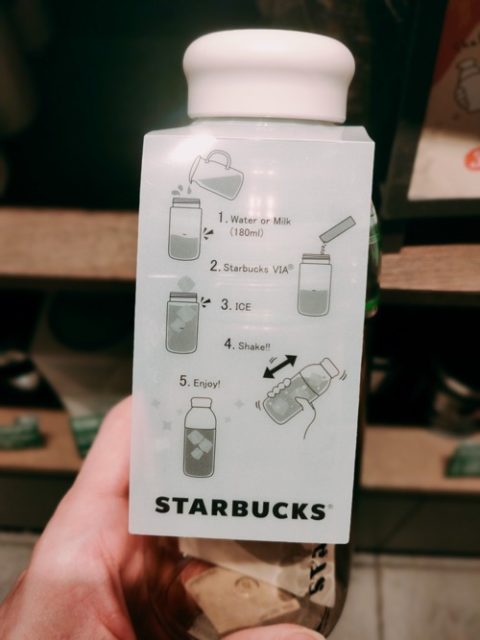 1. Water or Milk
(180ml)
2. Starbucks VIA®
3. ICE
4. Shake!!
5. Enjoy!
STARBUCKS®